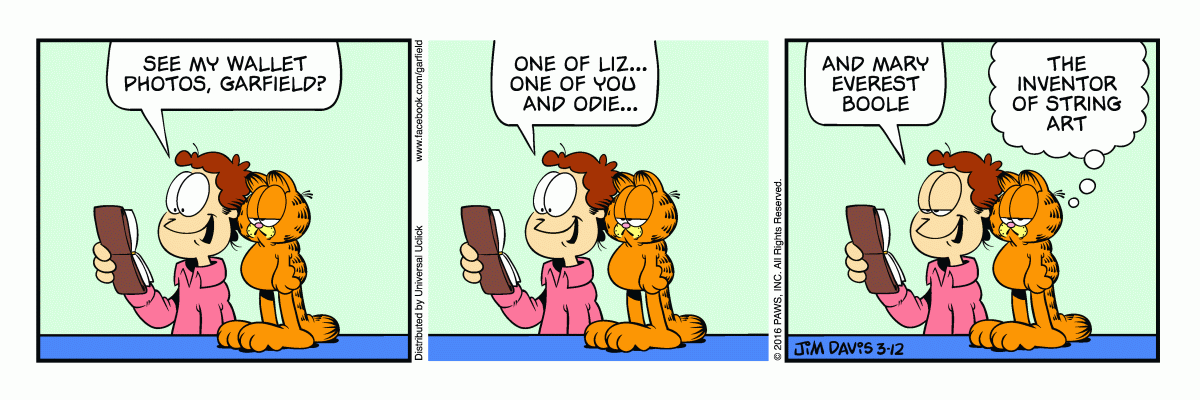 SEE MY WALLET
PHOTOS, GARFIELD?
www.facebook.com/garfield
Distributed by Universal Uclick
ONE OF LIZ...
ONE OF YOU
AND ODIE...
© 2016 PAWS, INC. All Rights Reserved.
AND MARY
EVEREST
BOOLE
THE
INVENTOR
OF STRING
ART
JIM DAVIS 3-12